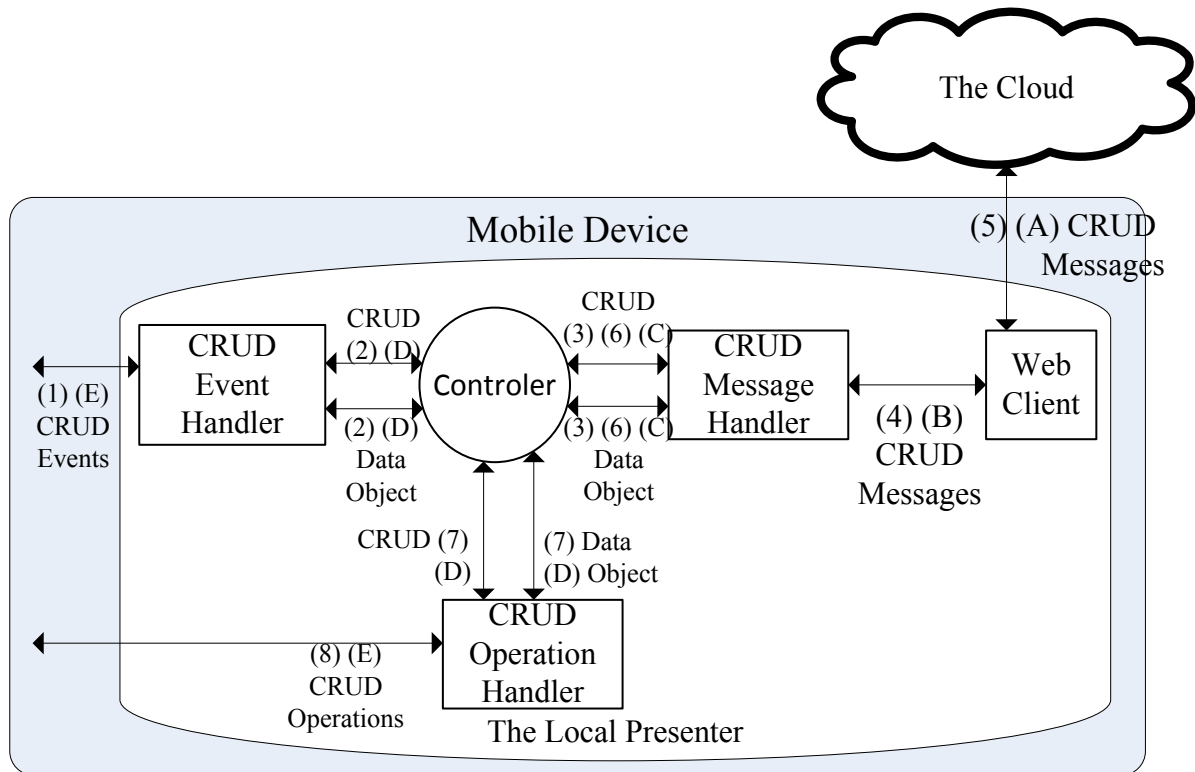 The Cloud
Mobile Device
(5) (A) CRUD
Messages
CRUD
Event
Handler
CRUD
(2) (D)
(2) (D)
Data
Object
Controler
CRUD
(3) (6) (C)
(3) (6) (C)
Data
Object
CRUD
Message
Handler
Web
Client
(1) (E)
CRUD
Events
(4) (B)
CRUD
Messages
CRUD (7)
(D)
(7) Data
(D) Object
CRUD
Operation
Handler
(8) (E)
CRUD
Operations
The Local Presenter